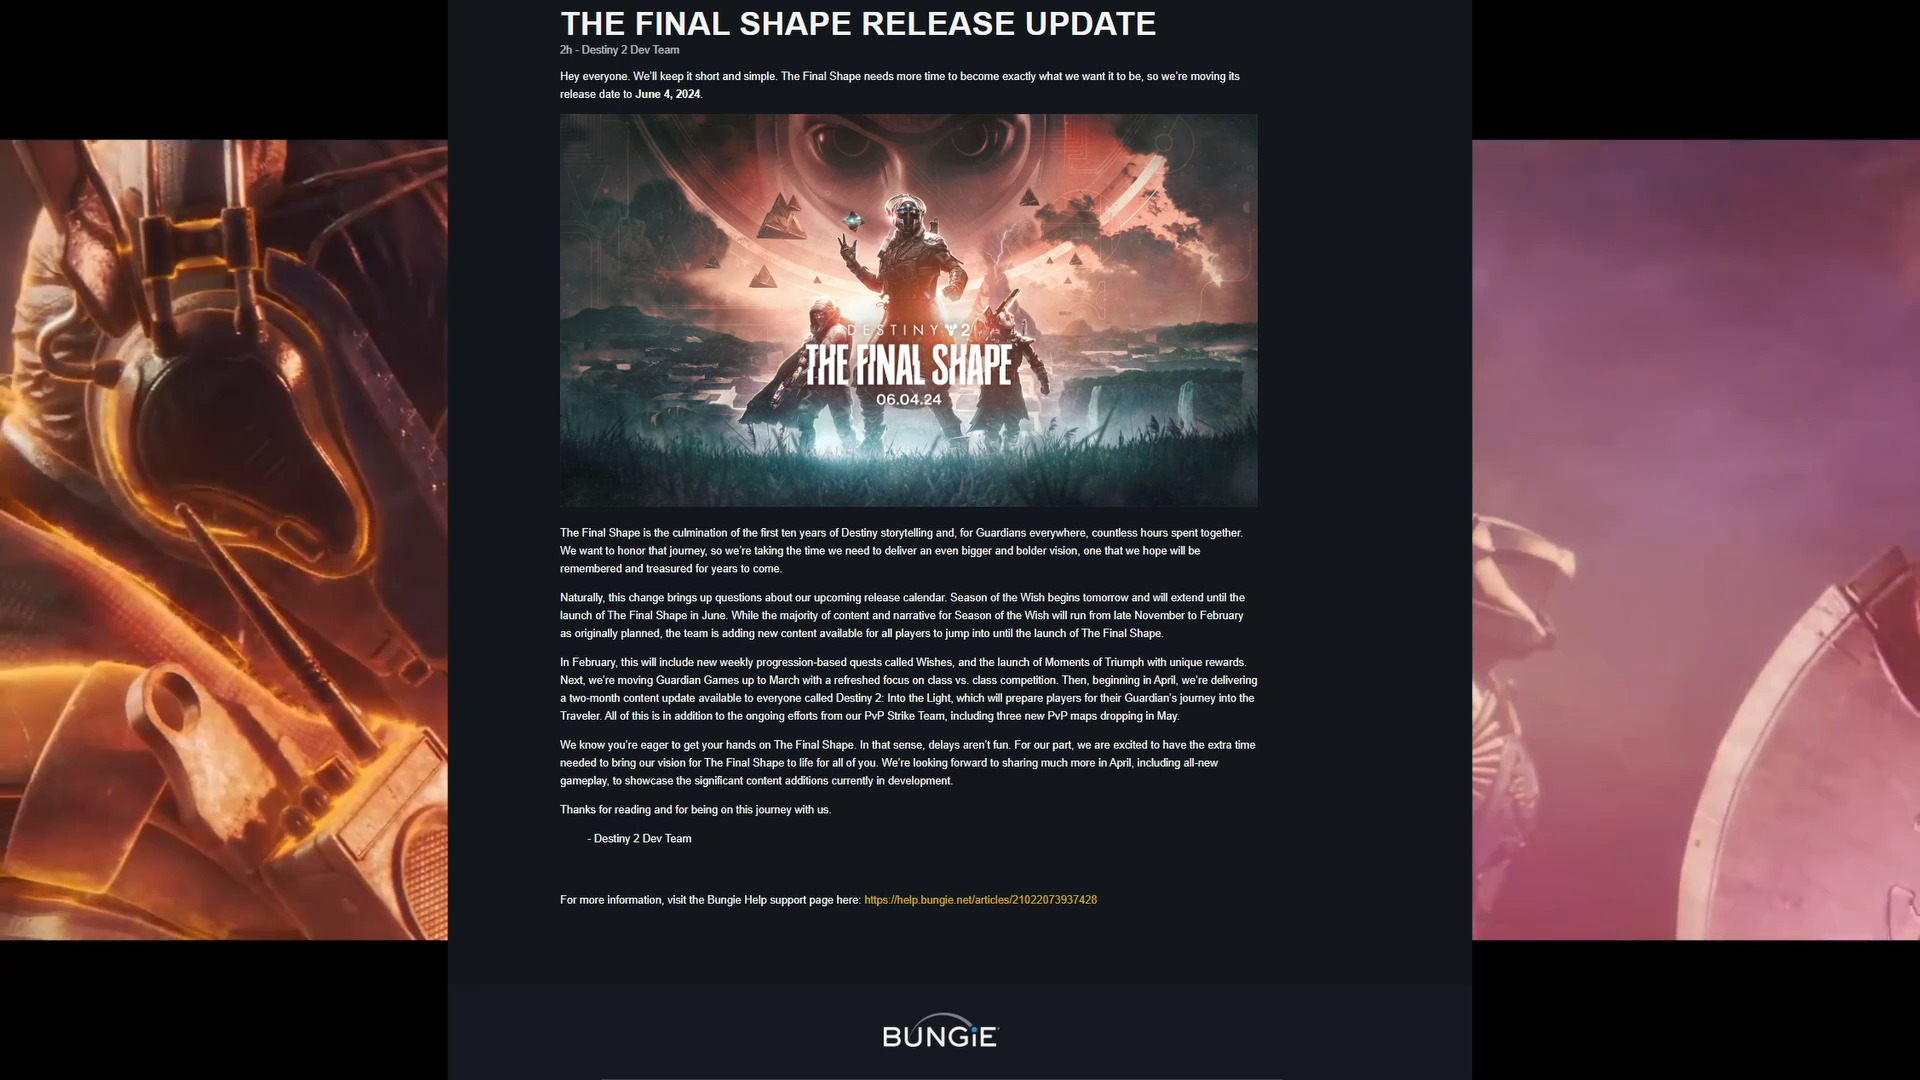 THE FINAL SHAPE RELEASE UPDATE
2h - Destiny 2 Dev Team
Hey everyone. We'll keep it short and simple. The Final Shape needs more time to become exactly what we want it to be, so we're moving its
release date to June 4, 2024.
DESTINY 2
THE FINAL SHAPE
06.04.24
The Final Shape is the culmination of the first ten years of Destiny storytelling and, for Guardians everywhere, countless hours spent together.
We want to honor that journey, so we're taking the time we need to deliver an even bigger and bolder vision, one that we hope will be
remembered and treasured for years to come.
Naturally, this change brings up questions about our upcoming release calendar. Season of the Wish begins tomorrow and will extend until the
launch of The Final Shape in June. While the majority of content and narrative for Season of the Wish will run from late November to February
as originally planned, the team is adding new content available for all players to jump into until the launch of The Final Shape.
In February, this will include new weekly progression-based quests called Wishes, and the launch of Moments of Triumph with unique rewards.
Next, we're moving Guardian Games up to March with a refreshed focus on class vs. class competition. Then, beginning in April, we're delivering
a two-month content update available to everyone called Destiny 2: Into the Light, which will prepare players for their Guardian's journey into the
Traveler. All of this is in addition to the ongoing efforts from our PvP Strike Team, including three new PvP maps dropping in May.
We know you're eager to get your hands on The Final Shape. In that sense, delays aren't fun. For our part, we are excited to have the extra time
needed to bring our vision for The Final Shape to life for all of you. We're looking forward to sharing much more in April, including all-new
gameplay, to showcase the significant content additions currently in development.
Thanks for reading and for being on this journey with us.
- Destiny 2 Dev Team
For more information, visit the Bungie Help support page here: https://help.bungie.net/articles/21022073937428
BUNGiE